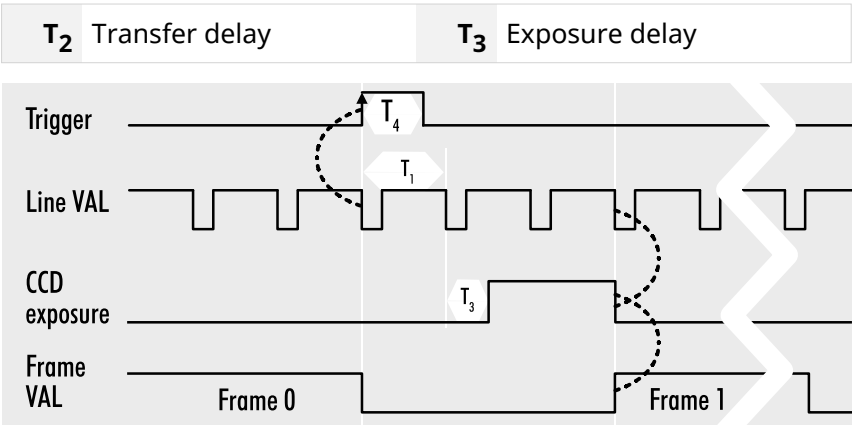 T2 Transfer delay T3 Exposure delay
Trigger
T4
T1
Line VAL
CCD
exposure
T3
Frame
VAL
Frame 0 Frame 1